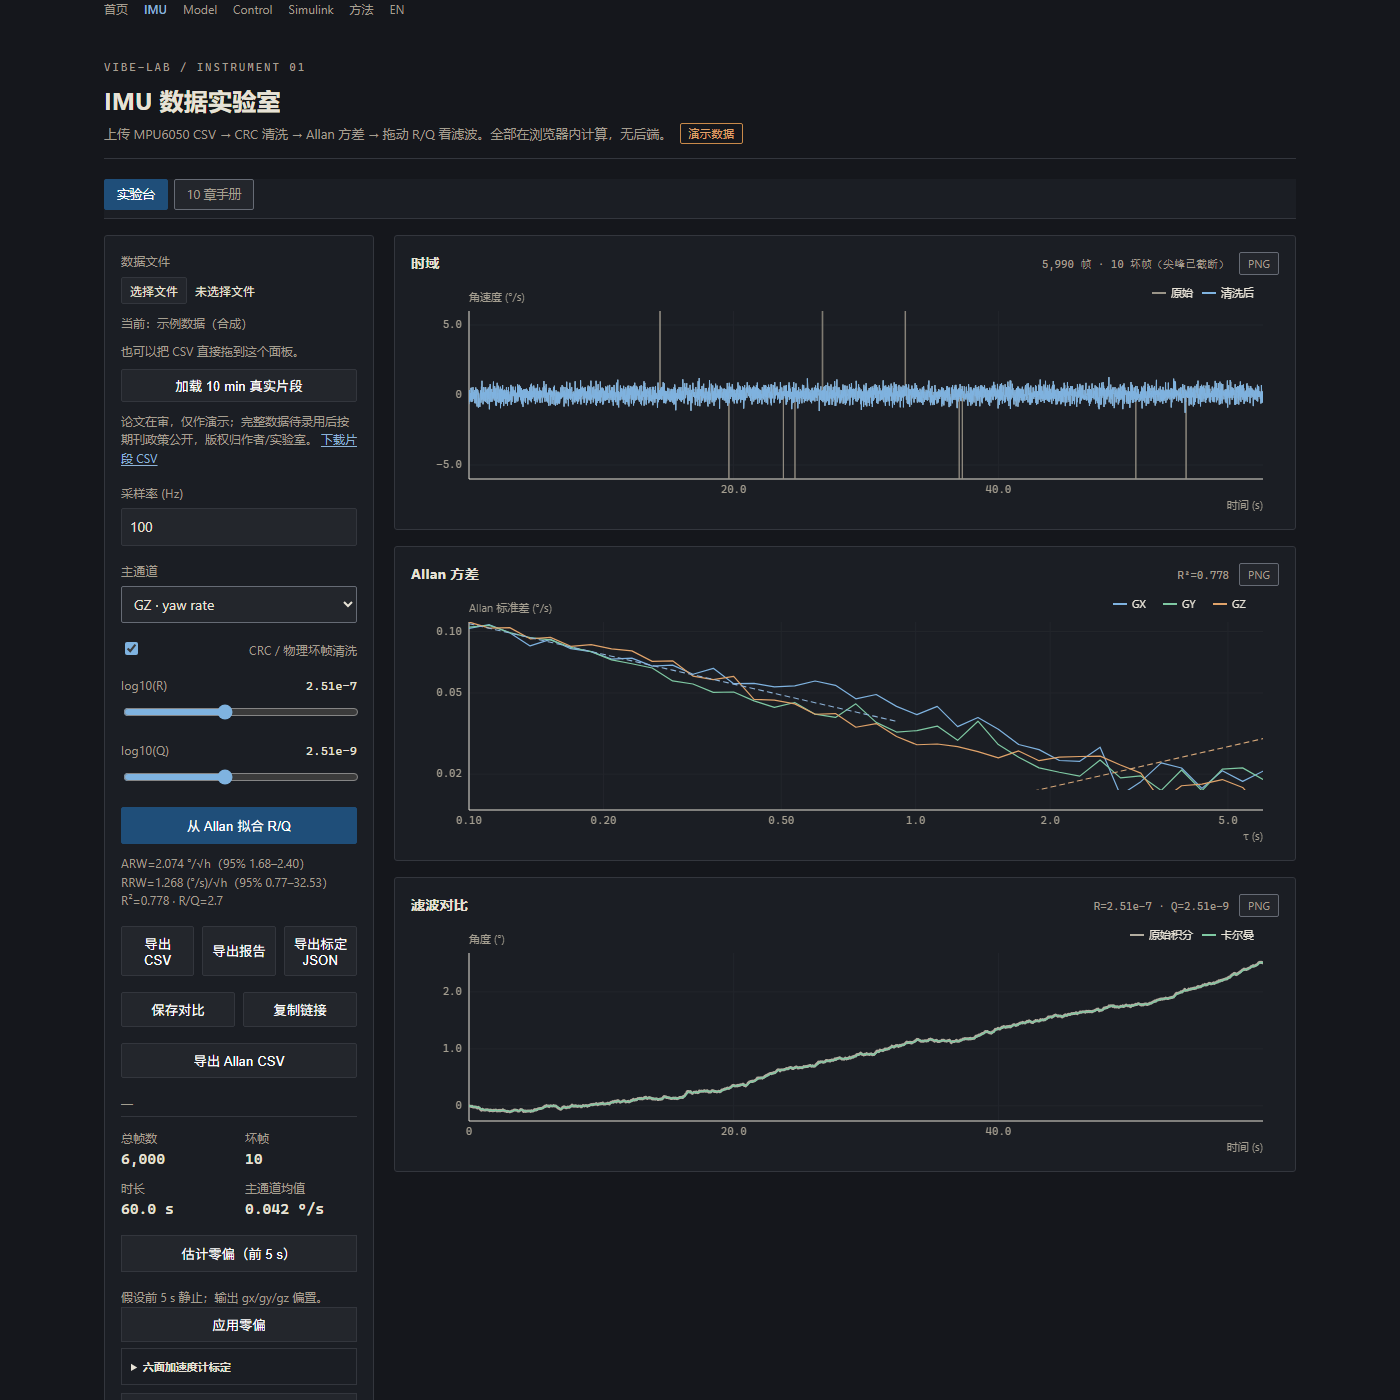 首页 IMU Model Control Simulink 方法 EN
VIBE-LAB / INSTRUMENT 01
IMU 数据实验室
上传 MPU6050 CSV → CRC 清洗 → Allan 方差 → 拖动 R/Q 看滤波。全部在浏览器内计算，无后端。 演示数据
实验台 10 章手册
数据文件
选择文件 未选择文件
当前：示例数据（合成）
也可以把 CSV 直接拖到这个面板。
加载 10 min 真实片段
论文在审，仅作演示；完整数据待录用后按
期刊政策公开，版权归作者/实验室。 下载片
段 CSV
采样率 (Hz)
100
主通道
GZ · yaw rate
CRC / 物理坏帧清洗
log10(R) 2.51e-7
log10(Q) 2.51e-9
从 Allan 拟合 R/Q
ARW=2.074 °/√h（95% 1.68–2.40）
RRW=1.268 (°/s)/√h（95% 0.77–32.53）
R²=0.778 · R/Q=2.7
导出
CSV
导出报告
导出标定
JSON
保存对比 复制链接
导出 Allan CSV
—
总帧数 坏帧
6,000 10
时长 主通道均值
60.0 s 0.042 °/s
估计零偏（前 5 s）
假设前 5 s 静止；输出 gx/gy/gz 偏置。
应用零偏
▸ 六面加速度计标定
时域 5,990 帧 · 10 坏帧（尖峰已截断） PNG
角速度 (°/s) 原始 清洗后
5.0
0
−5.0
20.0 40.0
时间 (s)
Allan 方差 R²=0.778 PNG
Allan 标准差 (°/s) GX GY GZ
0.10
0.05
0.02
0.10 0.20 0.50 1.0 2.0 5.0
τ (s)
滤波对比 R=2.51e-7 · Q=2.51e-9 PNG
角度 (°) 原始积分 卡尔曼
2.0
1.0
0
0 20.0 40.0
时间 (s)